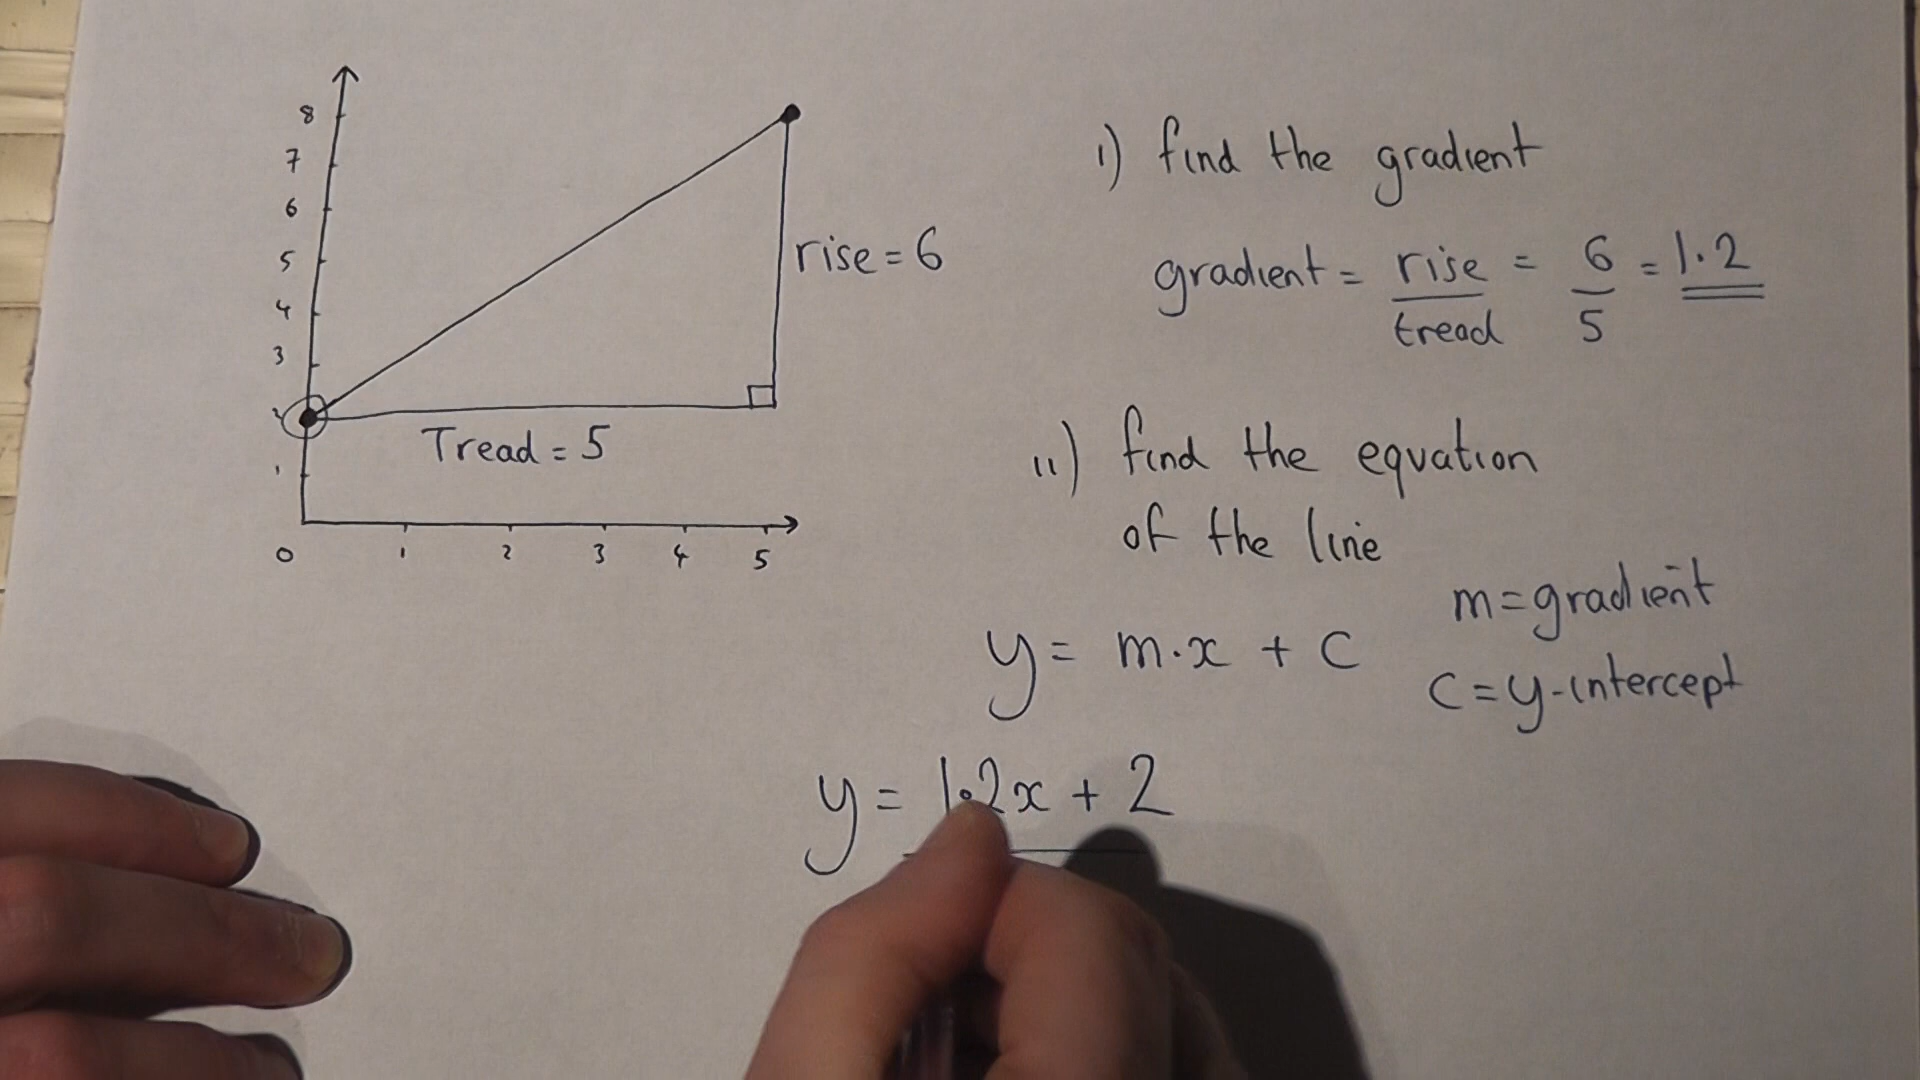 8
7
6
5
4
3
2
1
0 1 2 3 4 5
rise = 6
Tread = 5
i) find the gradient
gradient = rise/tread = 6/5 = 1.2
ii) find the equation
of the line
m = gradient
y = m·x + c
c = y-intercept
y = 1.2x + 2